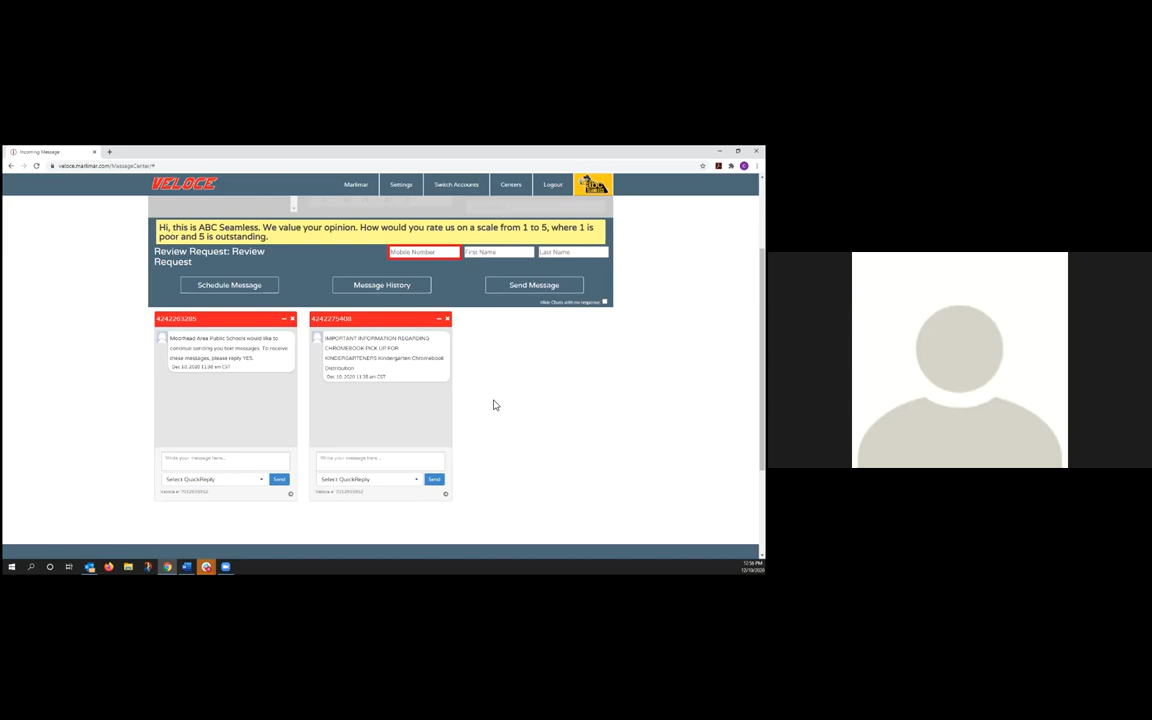 Incoming Message
veloce.marlimar.com/MessageCenter/#
VELOCE
Marlimar
Settings
Switch Accounts
Centers
Logout
Hi, this is ABC Seamless. We value your opinion. How would you rate us on a scale from 1 to 5, where 1 is
poor and 5 is outstanding.
Review Request: Review
Request
Mobile Number
First Name
Last Name
Schedule Message
Message History
Send Message
Hide Chats with no response:
4242263285
Moorhead Area Public Schools would like to
continue sending you text messages. To receive
these messages, please reply YES.
Dec 10, 2020 11:38 am CST
Write your message here...
Select QuickReply
Send
4242275408
IMPORTANT INFORMATION REGARDING
CHROMEBOOK PICK UP FOR
KINDERGARTENERS Kindergarten Chromebook
Distribution
Dec 10, 2020 11:38 am CST
Write your message here...
Select QuickReply
Send
12:56 PM
12/10/2020